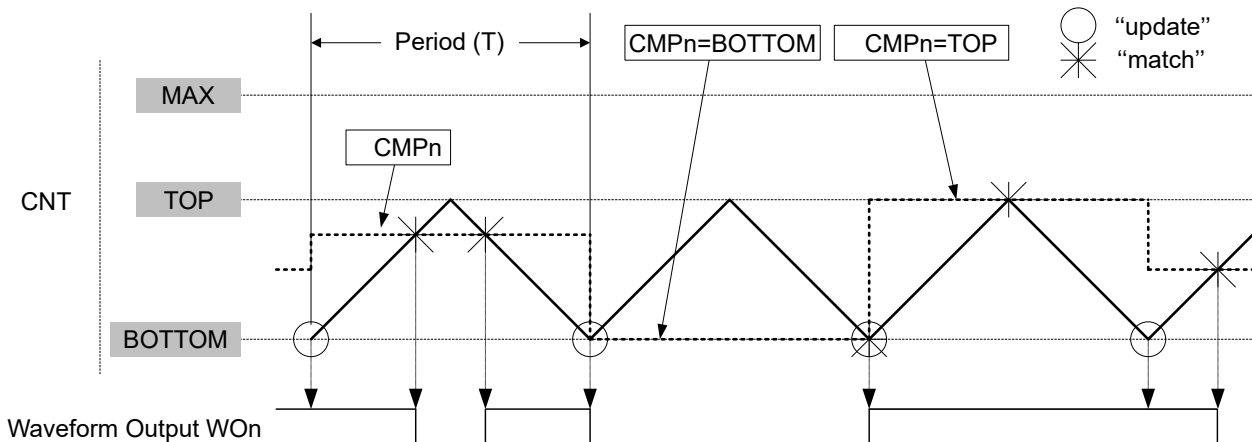 Period (T)
CMPn=BOTTOM
CMPn=TOP
“update”
“match”
MAX
CMPn
CNT
TOP
BOTTOM
Waveform Output WOn